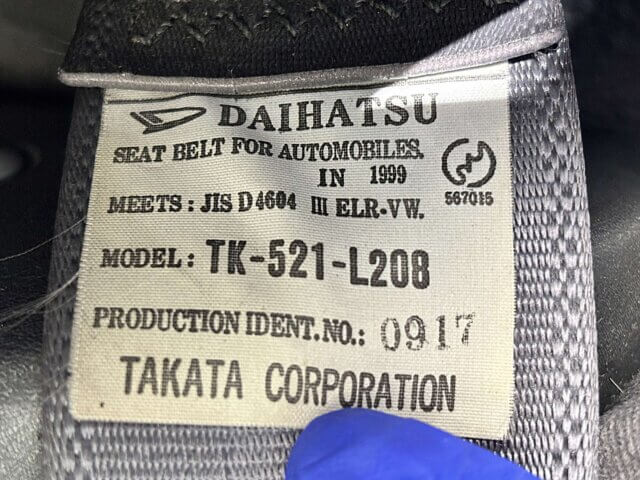 DAIHATSU
SEAT BELT FOR AUTOMOBILES.
IN 1999
567015
MEETS : JIS D4604 III ELR-VW.
MODEL : TK-521-L208
PRODUCTION IDENT.NO.: 0917
TAKATA CORPORATION